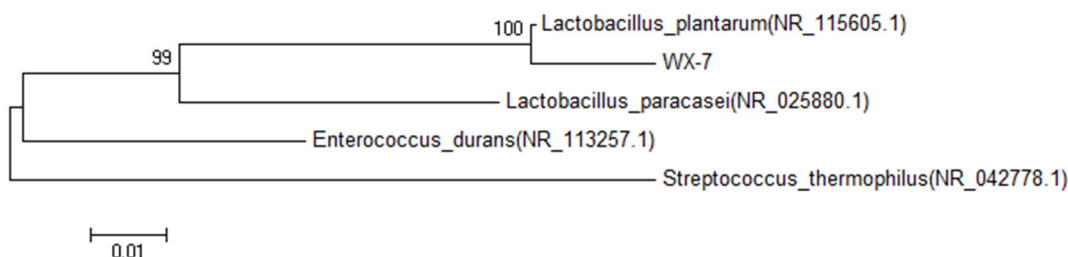 100
Lactobacillus_plantarum(NR_115605.1)
WX-7
99
Lactobacillus_paracasei(NR_025880.1)
Enterococcus_durans(NR_113257.1)
Streptococcus_thermophilus(NR_042778.1)
0.01